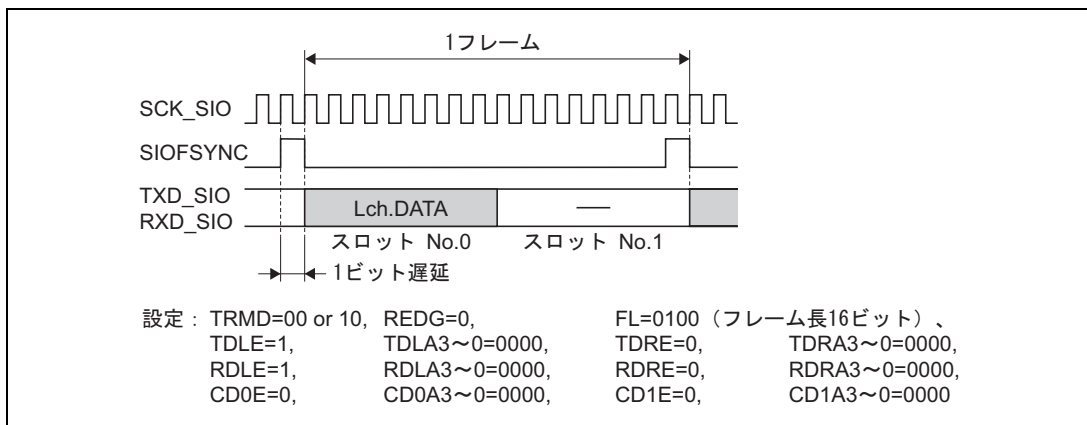 1フレーム
SCK_SIO
SIOFSYNC
TXD_SIO
RXD_SIO
Lch.DATA
スロット No.0 スロット No.1
1ビット遅延
設定： TRMD=00 or 10, REDG=0, FL=0100（フレーム長16ビット）、
TDLE=1, TDLA3～0=0000, TDRE=0, TDRA3～0=0000,
RDLE=1, RDLA3～0=0000, RDRE=0, RDRA3～0=0000,
CD0E=0, CD0A3～0=0000, CD1E=0, CD1A3～0=0000